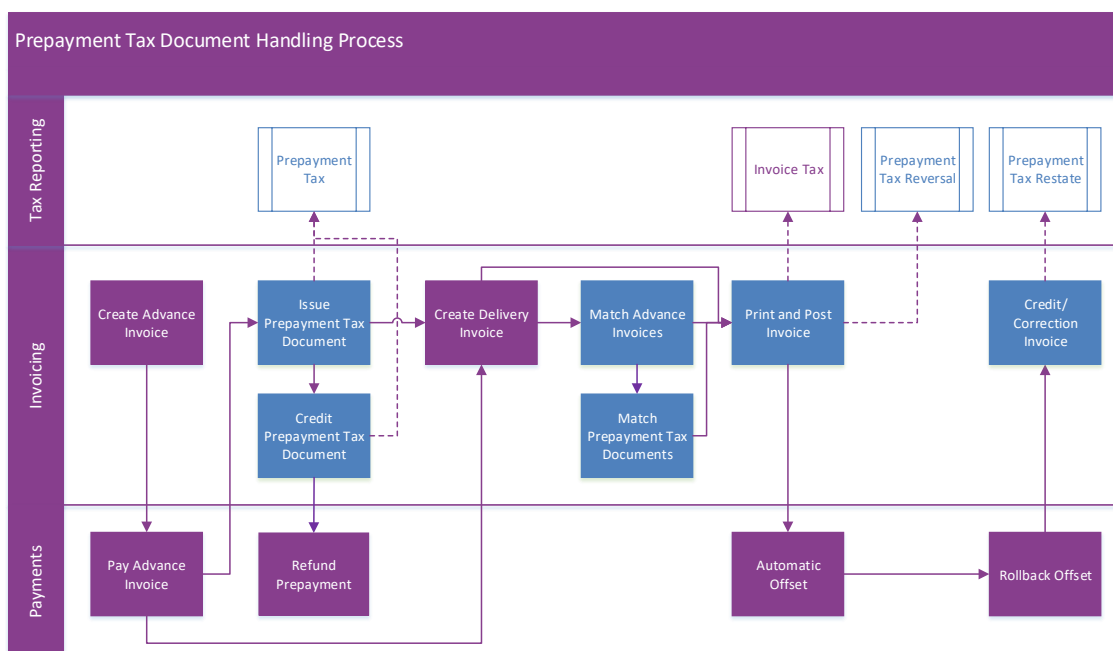 Prepayment Tax Document Handling Process
Tax Reporting
Prepayment
Tax
Invoice Tax
Prepayment
Tax Reversal
Prepayment
Tax Restate
Invoicing
Create Advance
Invoice
Issue
Prepayment Tax
Document
Create Delivery
Invoice
Match Advance
Invoices
Print and Post
Invoice
Credit/
Correction
Invoice
Credit
Prepayment Tax
Document
Match
Prepayment Tax
Documents
Payments
Pay Advance
Invoice
Refund
Prepayment
Automatic
Offset
Rollback Offset